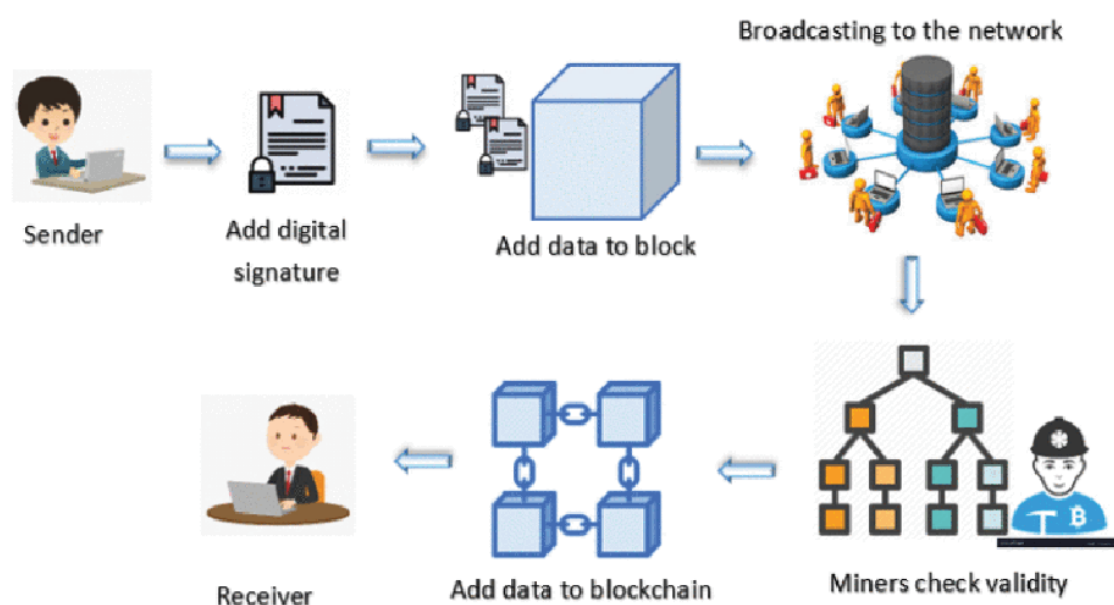 Broadcasting to the network
Sender
Add digital
signature
Add data to block
Receiver
Add data to blockchain
Miners check validity